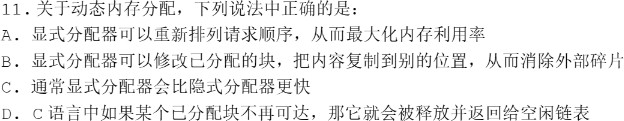 11.关于动态内存分配，下列说法中正确的是：
A．显式分配器可以重新排列请求顺序，从而最大化内存利用率
B．显式分配器可以修改已分配的块，把内容复制到别的位置，从而消除外部碎片
C．通常显式分配器会比隐式分配器更快
D．C 语言中如果某个已分配块不再可达，那它就会被释放并返回给空闲链表